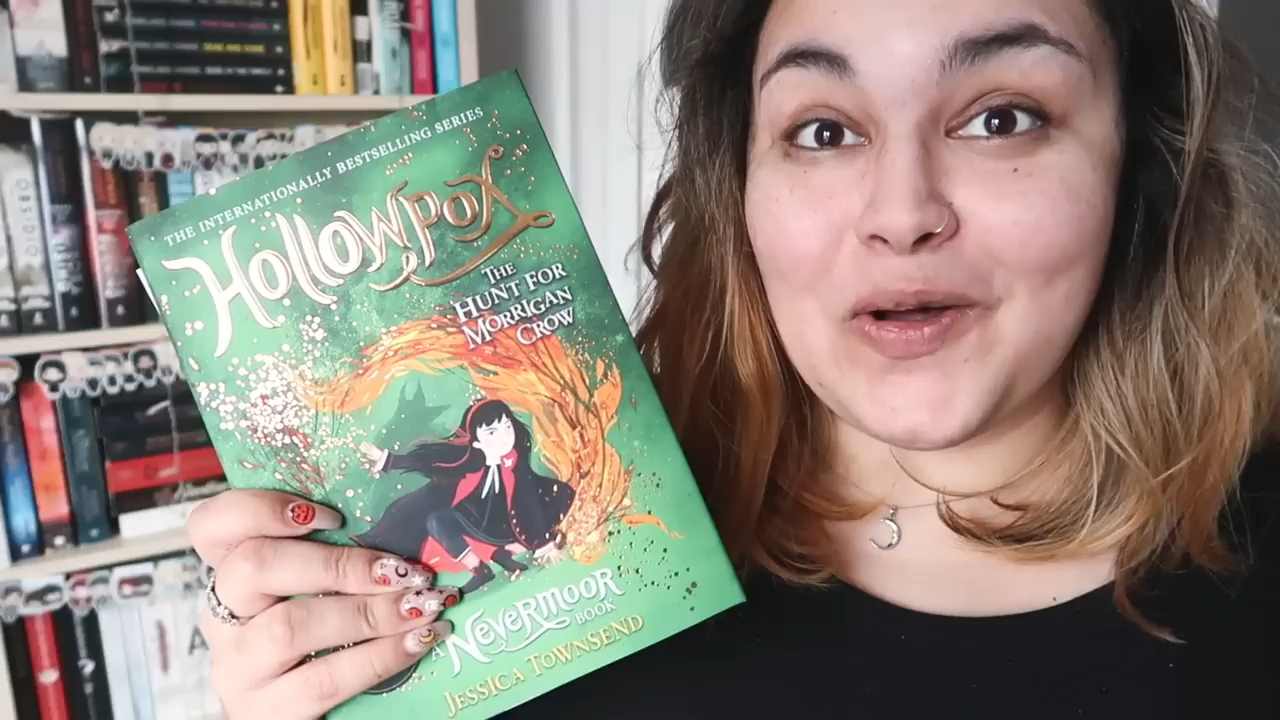 THE INTERNATIONALLY BESTSELLING SERIES
HOLLOWPOX
THE
HUNT FOR
MORRIGAN
CROW
A NEVERMOOR
BOOK
JESSICA TOWNSEND